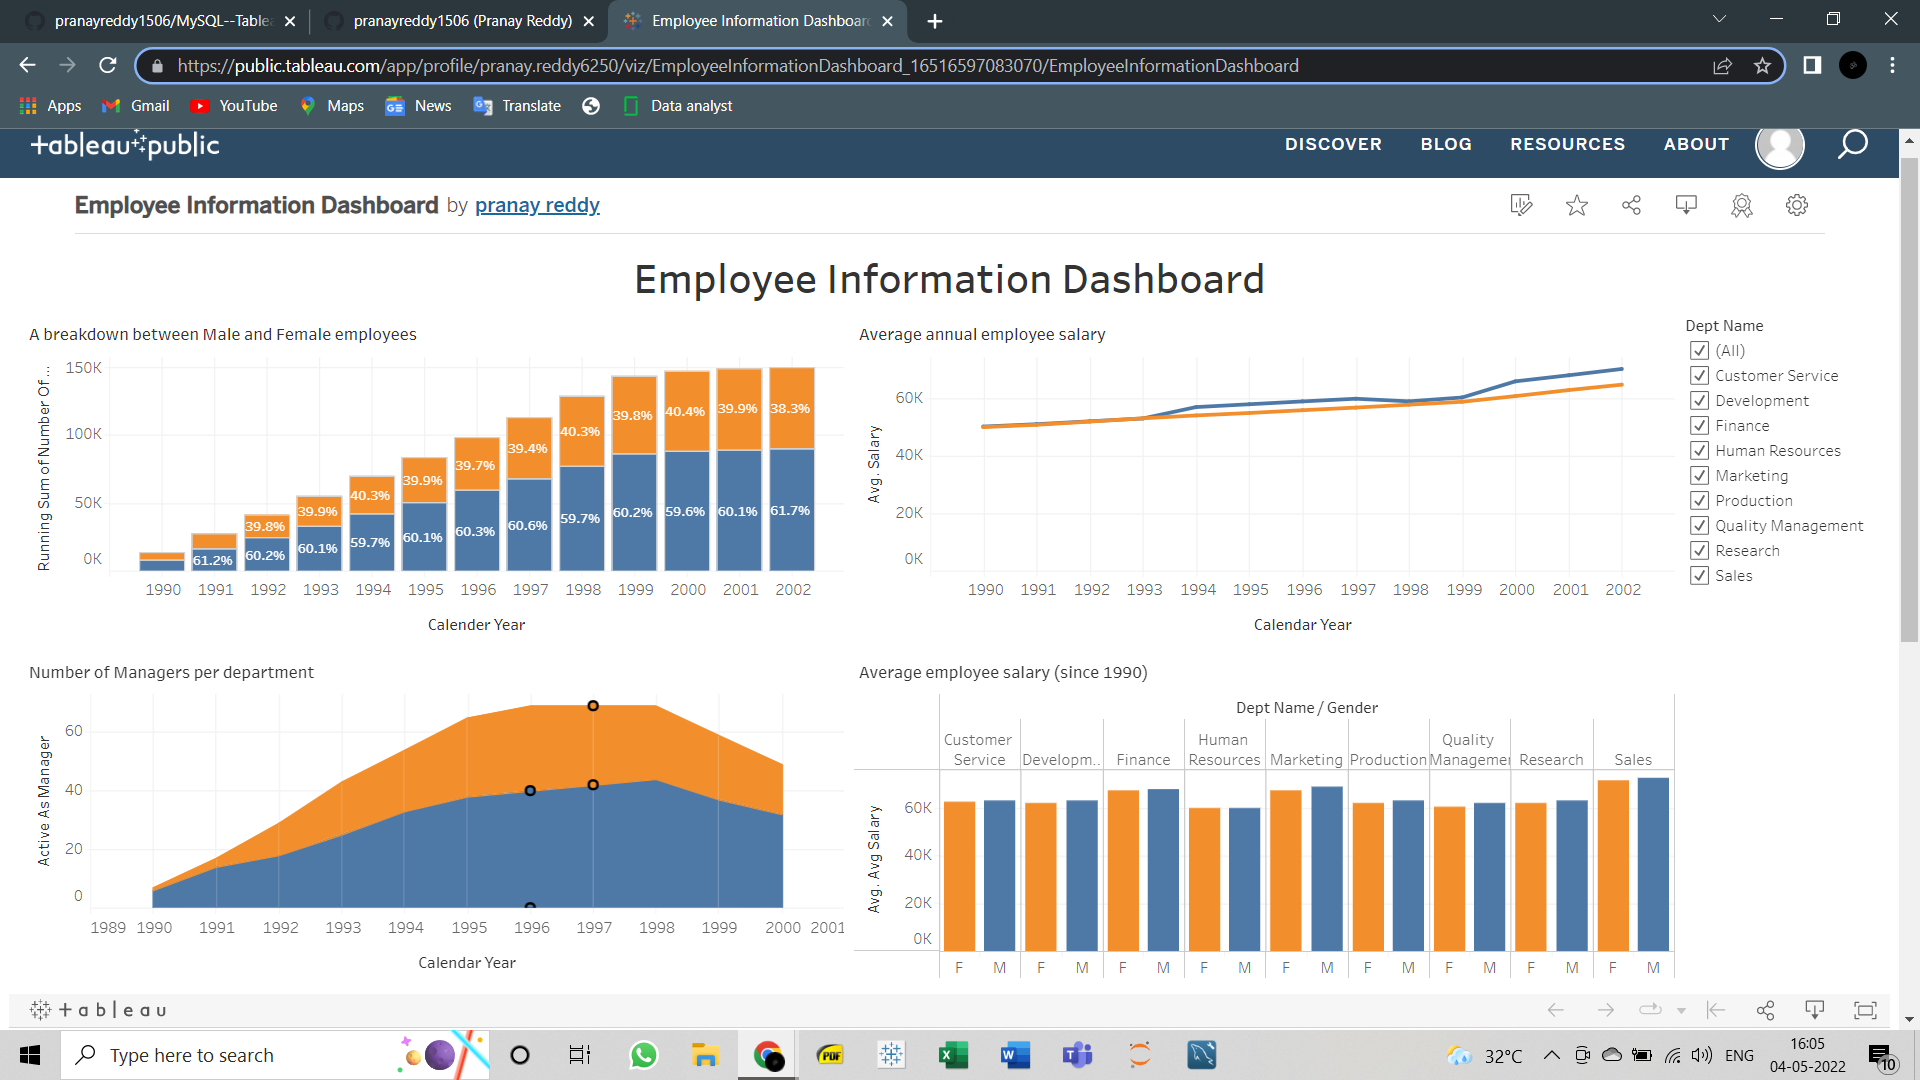 pranayreddy1506/MySQL--Table
pranayreddy1506 (Pranay Reddy)
Employee Information Dashboar
https://public.tableau.com/app/profile/pranay.reddy6250/viz/EmployeeInformationDashboard_16516597083070/EmployeeInformationDashboard
Apps Gmail YouTube Maps News Translate Data analyst
+ableau public
DISCOVER BLOG RESOURCES ABOUT
Employee Information Dashboard by pranay reddy
Employee Information Dashboard
A breakdown between Male and Female employees
Running Sum of Number Of ...
150K
100K
50K
0K
39.8% 39.9% 40.3% 39.9% 39.7% 39.4% 40.3% 39.8% 40.4% 39.9% 38.3%
61.2% 60.2% 60.1% 59.7% 60.1% 60.3% 60.6% 59.7% 60.2% 59.6% 60.1% 61.7%
1990 1991 1992 1993 1994 1995 1996 1997 1998 1999 2000 2001 2002
Calender Year
Average annual employee salary
Avg. Salary
60K
40K
20K
0K
1990 1991 1992 1993 1994 1995 1996 1997 1998 1999 2000 2001 2002
Calendar Year
Dept Name
(All)
Customer Service
Development
Finance
Human Resources
Marketing
Production
Quality Management
Research
Sales
Number of Managers per department
Active As Manager
60
40
20
0
1989 1990 1991 1992 1993 1994 1995 1996 1997 1998 1999 2000 2001
Calendar Year
Average employee salary (since 1990)
Dept Name / Gender
Customer Service
Developm..
Finance
Human Resources
Marketing
Production
Quality Managemen
Research
Sales
Avg. Avg Salary
60K
40K
20K
0K
F M F M F M F M F M F M F M F M F M
+ a b l e a u
Type here to search
PDF
32°C
ENG
16:05
04-05-2022
10